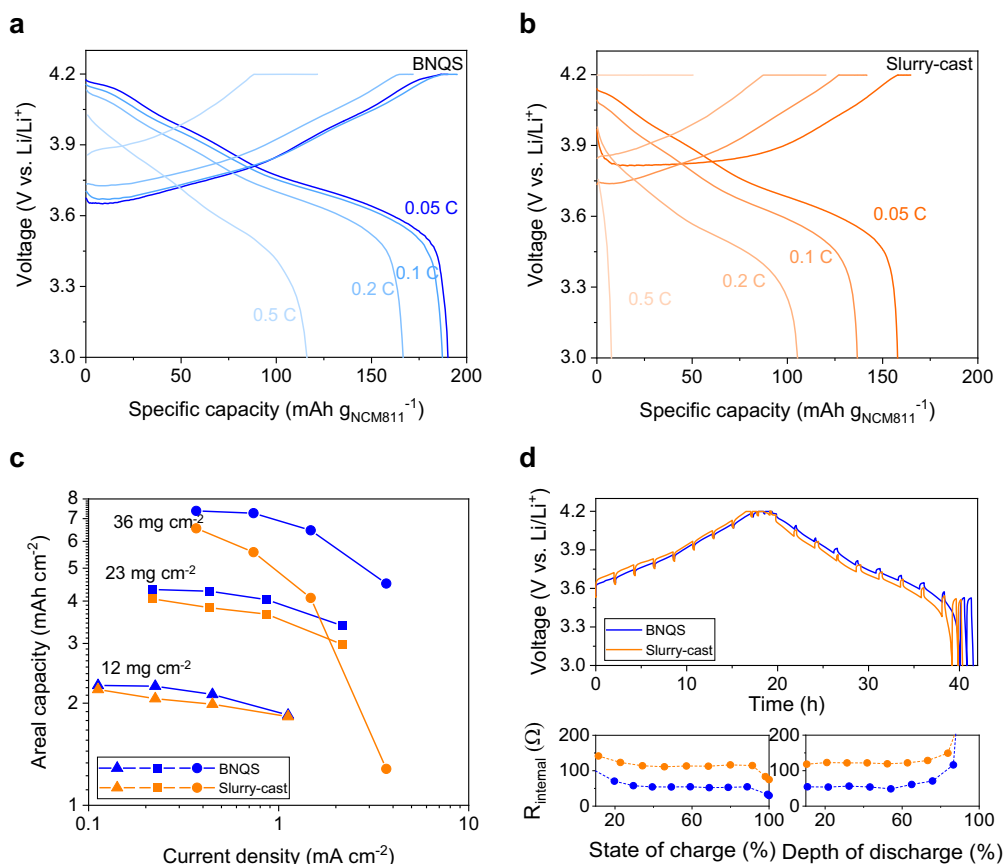 a
BNQS
4.2
3.9
3.6
3.3
3.0
0.05 C
0.1 C
0.2 C
0.5 C
0
50
100
150
200
Voltage (V vs. Li/Li⁺)
Specific capacity (mAh g_NCM811⁻¹)
b
Slurry-cast
4.2
3.9
3.6
3.3
3.0
0.05 C
0.1 C
0.2 C
0.5 C
0
50
100
150
200
Voltage (V vs. Li/Li⁺)
Specific capacity (mAh g_NCM811⁻¹)
c
8
7
6
5
4
3
2
1
36 mg cm⁻²
23 mg cm⁻²
12 mg cm⁻²
BNQS
Slurry-cast
0.1
1
10
Areal capacity (mAh cm⁻²)
Current density (mA cm⁻²)
d
4.2
3.9
3.6
3.3
3.0
BNQS
Slurry-cast
0
10
20
30
40
Voltage (V vs. Li/Li⁺)
Time (h)
200
100
0
20
40
60
80
100
R_internal (Ω)
State of charge (%)
200
100
0
20
40
60
80
100
Depth of discharge (%)